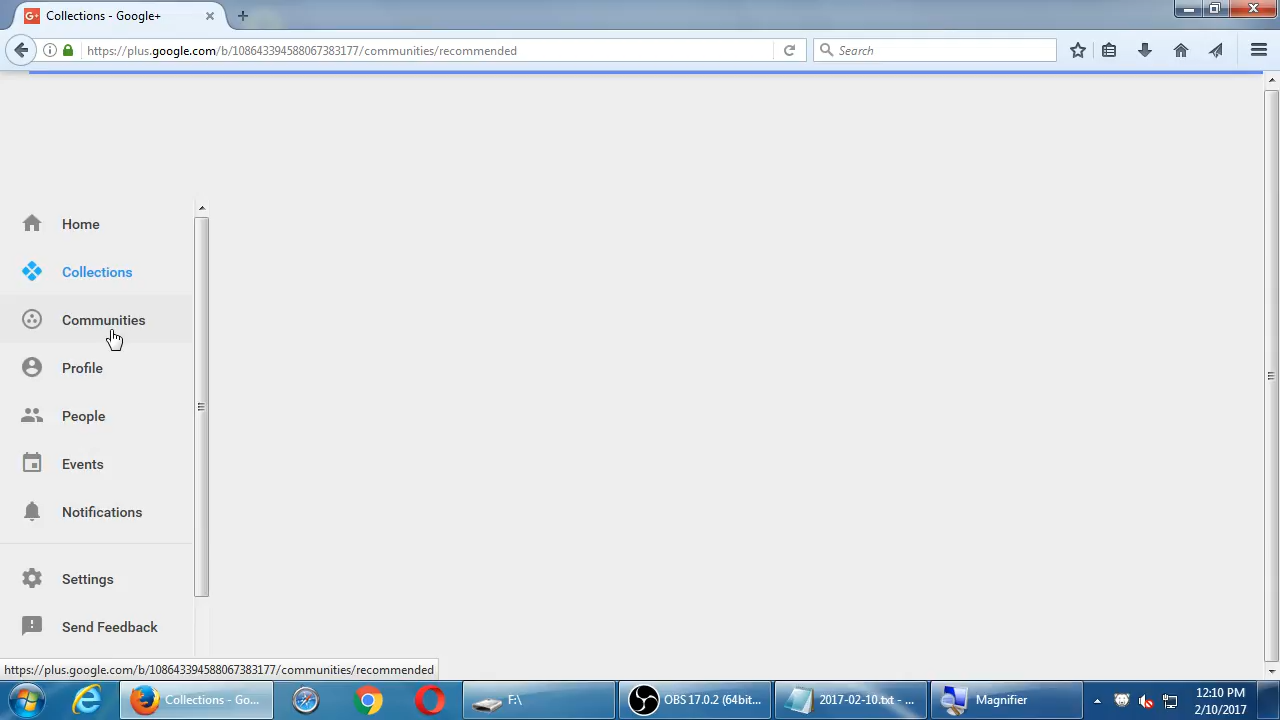 Collections - Google+
https://plus.google.com/b/108643394588067383177/communities/recommended
Search
Home
Collections
Communities
Profile
People
Events
Notifications
Settings
Send Feedback
https://plus.google.com/b/108643394588067383177/communities/recommended
Collections - Go...
F:\
OBS 17.0.2 (64bit...
2017-02-10.txt - ...
Magnifier
12:10 PM
2/10/2017